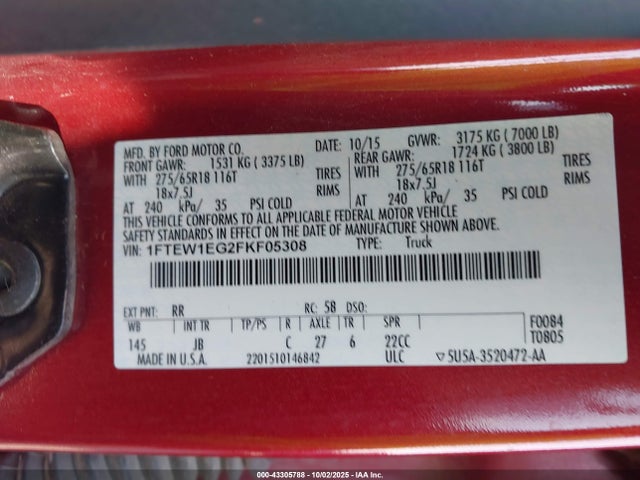 MFD. BY FORD MOTOR CO. 10/15 GVWR: 3175 KG ( 7000 LB)
FRONT GAWR: 1531 KG ( 3375 LB) REAR GAWR: 1724 KG ( 3800 LB)
WITH 275/65R18 116T TIRES WITH 275/65R18 116T TIRES
18x7.5J RIMS 18x7.5J RIMS
AT 240 kPa/ 35 PSI COLD AT 240 kPa/ 35 PSI COLD
THIS VEHICLE CONFORMS TO ALL APPLICABLE FEDERAL MOTOR VEHICLE
SAFETY STANDARDS IN EFFECT ON THE DATE OF MANUFACTURE SHOWN ABOVE.
VIN: 1FTEW1EG2FKF05308 TYPE: Truck
EXT PNT: RR RC: 58 DSO:
WB INT TR TP/PS R AXLE TR SPR F0084
145 JB C 27 6 22CC T0805
MADE IN U.S.A. 2201510146842 ULC ▽5U5A-3520472-AA
000-43305788 - 10/02/2025 - IAA Inc.